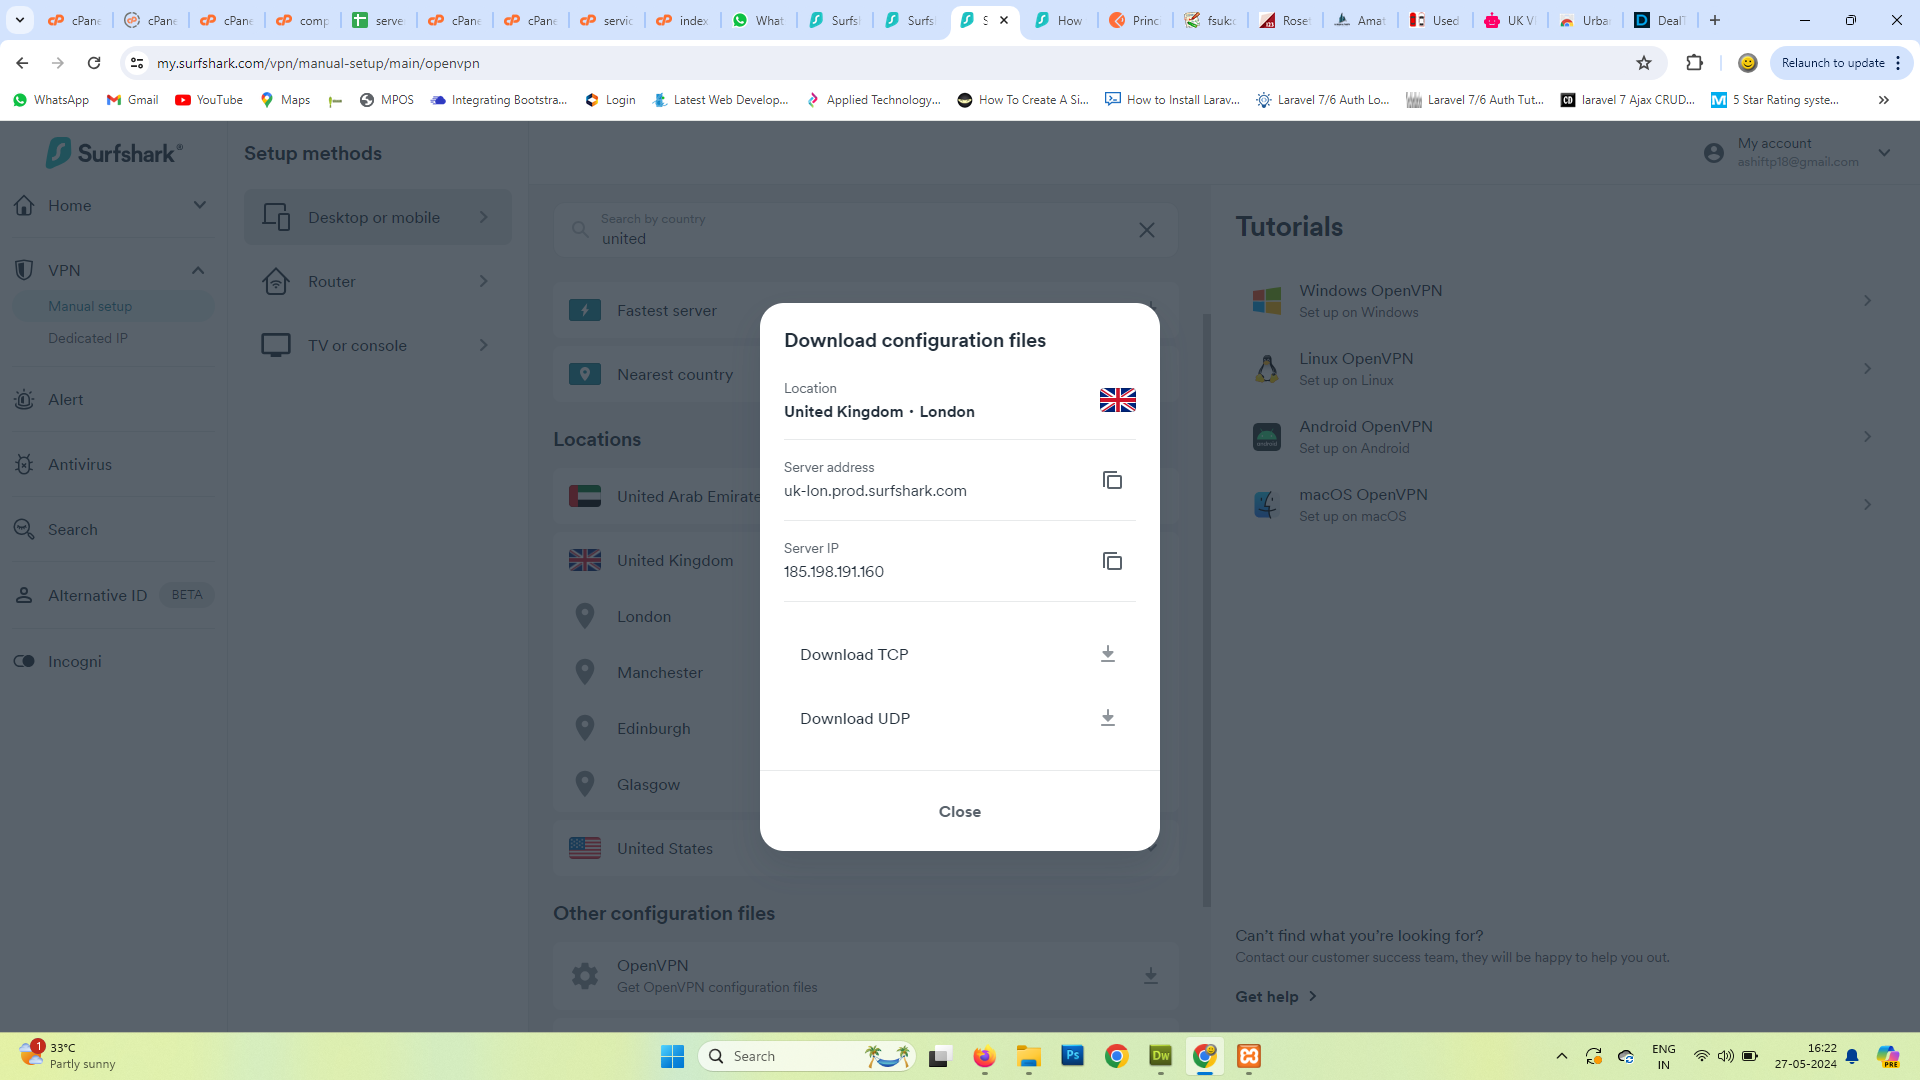 cPane
cPane
cPane
comp
serve
cPane
cPane
servic
index
What
Surfsh
Surfsh
S
How
Princ
fsuk:c
Roset
Amat
Used
UK V
Urba
DealT
my.surfshark.com/vpn/manual-setup/main/openvpn
Relaunch to update
WhatsApp
Gmail
YouTube
Maps
MPOS
Integrating Bootstra...
Login
Latest Web Develop...
Applied Technology...
How To Create A Si...
How to Install Larav...
Laravel 7/6 Auth Lo...
Laravel 7/6 Auth Tut...
laravel 7 Ajax CRUD...
5 Star Rating syste...
Surfshark®
Home
VPN
Manual setup
Dedicated IP
Alert
Antivirus
Search
Alternative ID BETA
Incogni
Setup methods
Desktop or mobile
Router
TV or console
Search by country
united
Fastest server
Nearest country
Locations
United Arab Emirate
United Kingdom
London
Manchester
Edinburgh
Glasgow
United States
Other configuration files
OpenVPN
Get OpenVPN configuration files
Download configuration files
Location
United Kingdom · London
Server address
uk-lon.prod.surfshark.com
Server IP
185.198.191.160
Download TCP
Download UDP
Close
My account
ashiftp18@gmail.com
Tutorials
Windows OpenVPN
Set up on Windows
Linux OpenVPN
Set up on Linux
android
Android OpenVPN
Set up on Android
macOS OpenVPN
Set up on macOS
Can't find what you're looking for?
Contact our customer success team, they will be happy to help you out.
Get help
1
33°C
Partly sunny
Search
Ps
Dw
ENG
IN
16:22
27-05-2024
PRE